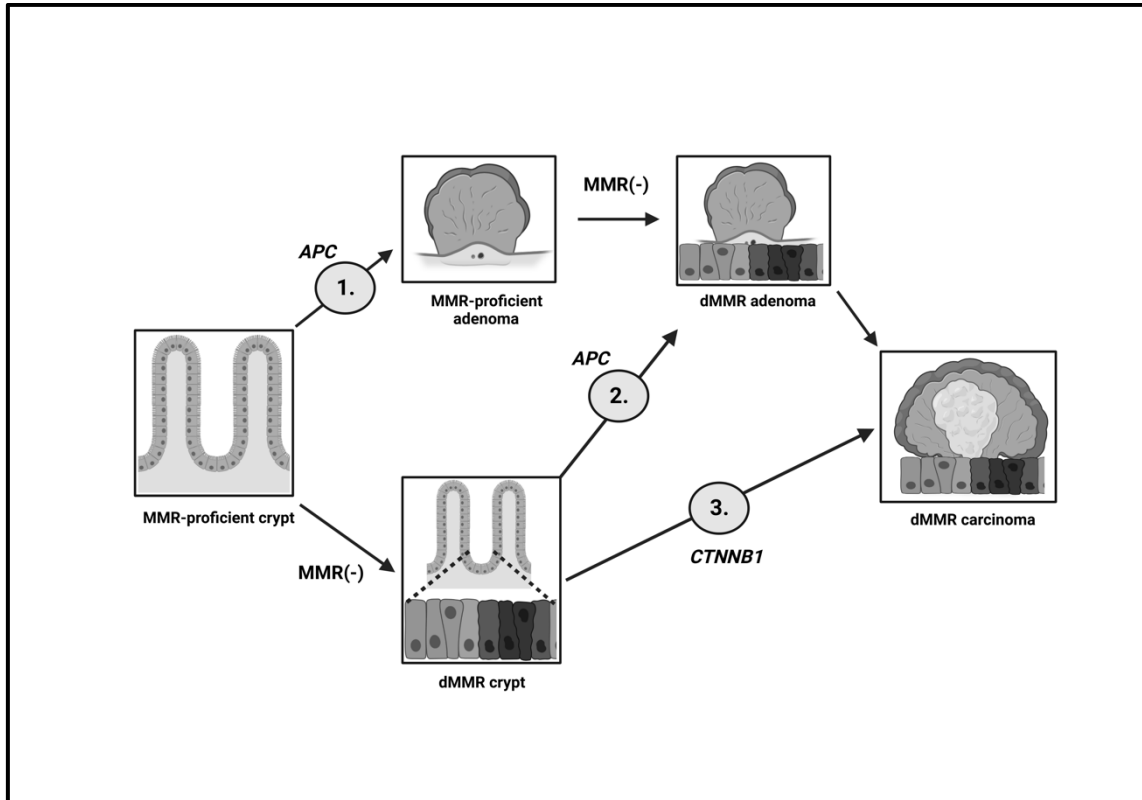 MMR(-)
APC
1.
MMR-proficient
adenoma
dMMR adenoma
APC
2.
MMR-proficient crypt
3.
dMMR carcinoma
CTNNB1
MMR(-)
dMMR crypt